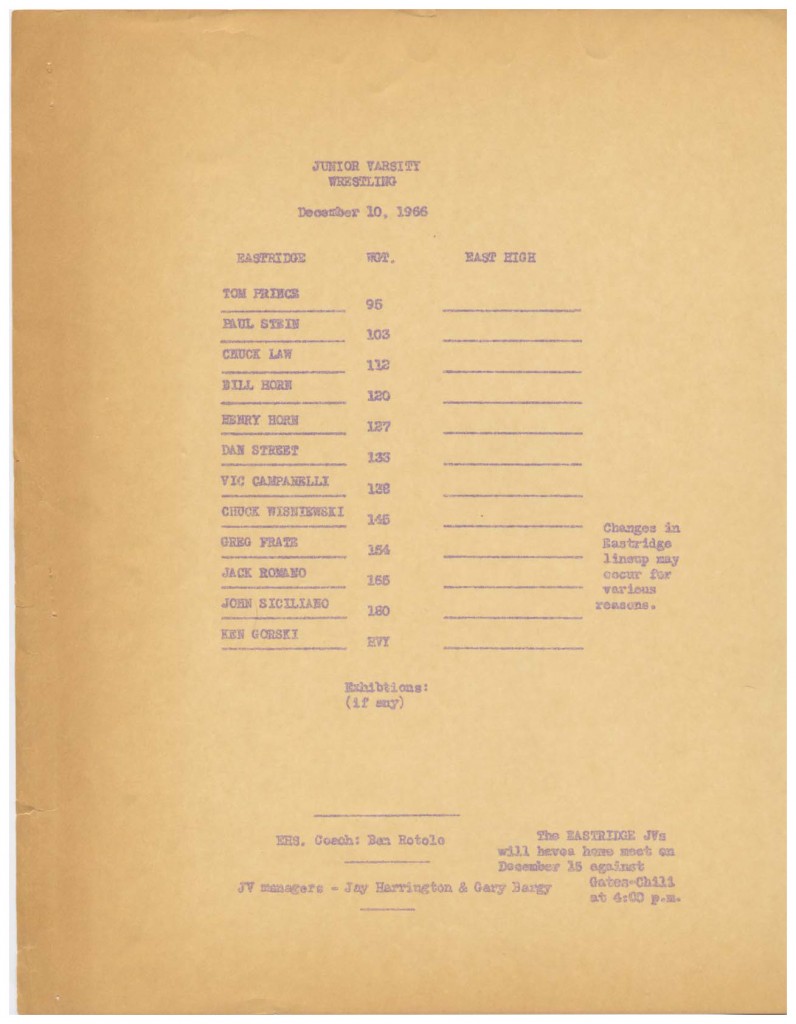 JUNIOR VARSITY
WRESTLING
December 10, 1966
EASTRIDGE WGT. EAST HIGH
TOM PRINCE 95
PAUL STEIN 103
CHUCK LAW 112
BILL HORN 120
HENRY HORN 127
DAN STREET 133
VIC CAMPANELLI 138
CHUCK WISNIEWSKI 145
GREG FRATE 154
JACK ROMANO 165
JOHN SICILIANO 180
KEN GORSKI HVY
Changes in
Eastridge
lineup may
occur for
various
reasons.
Exhibtions:
(if any)
EHS. Coach: Ben Rotolo
JV managers - Jay Harrington & Gary Bargy
The EASTRIDGE JVs
will havea home meet on
December 15 against
Gates-Chili
at 4:00 p.m.